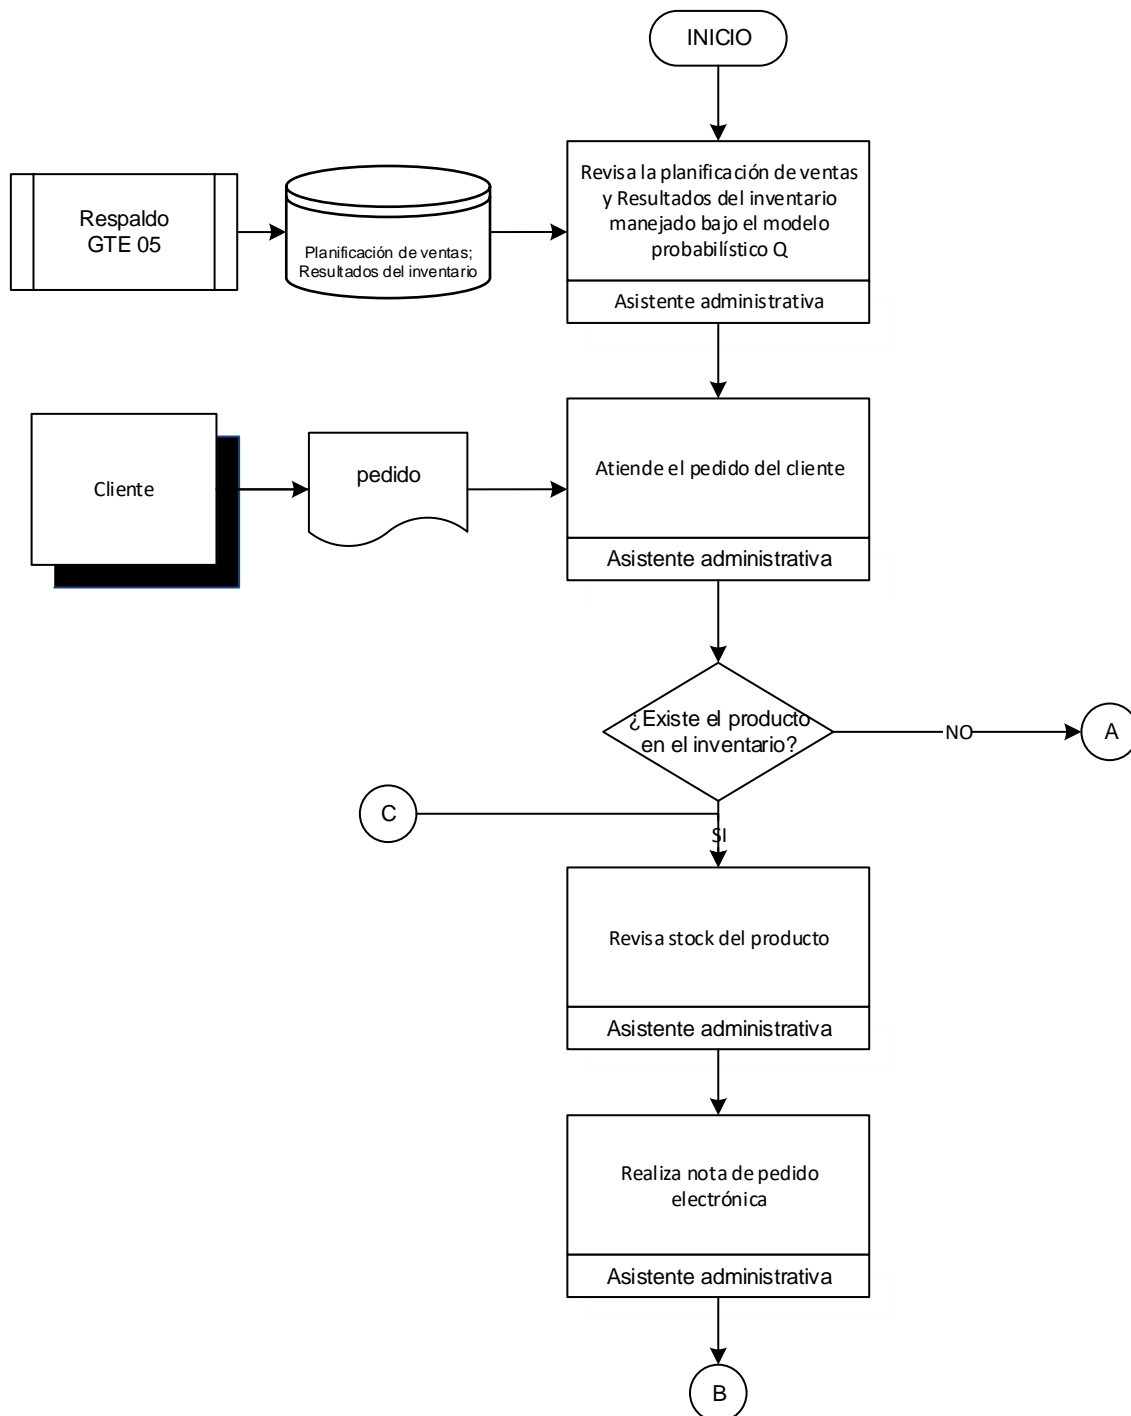 INICIO
Revisa la planificación de ventas
y Resultados del inventario
manejado bajo el modelo
probabilístico Q
Asistente administrativa
Respaldo
GTE 05
Planificación de ventas;
Resultados del inventario
Cliente
pedido
Atiende el pedido del cliente
Asistente administrativa
¿Existe el producto
en el inventario?
NO
A
C
SI
Revisa stock del producto
Asistente administrativa
Realiza nota de pedido
electrónica
Asistente administrativa
B